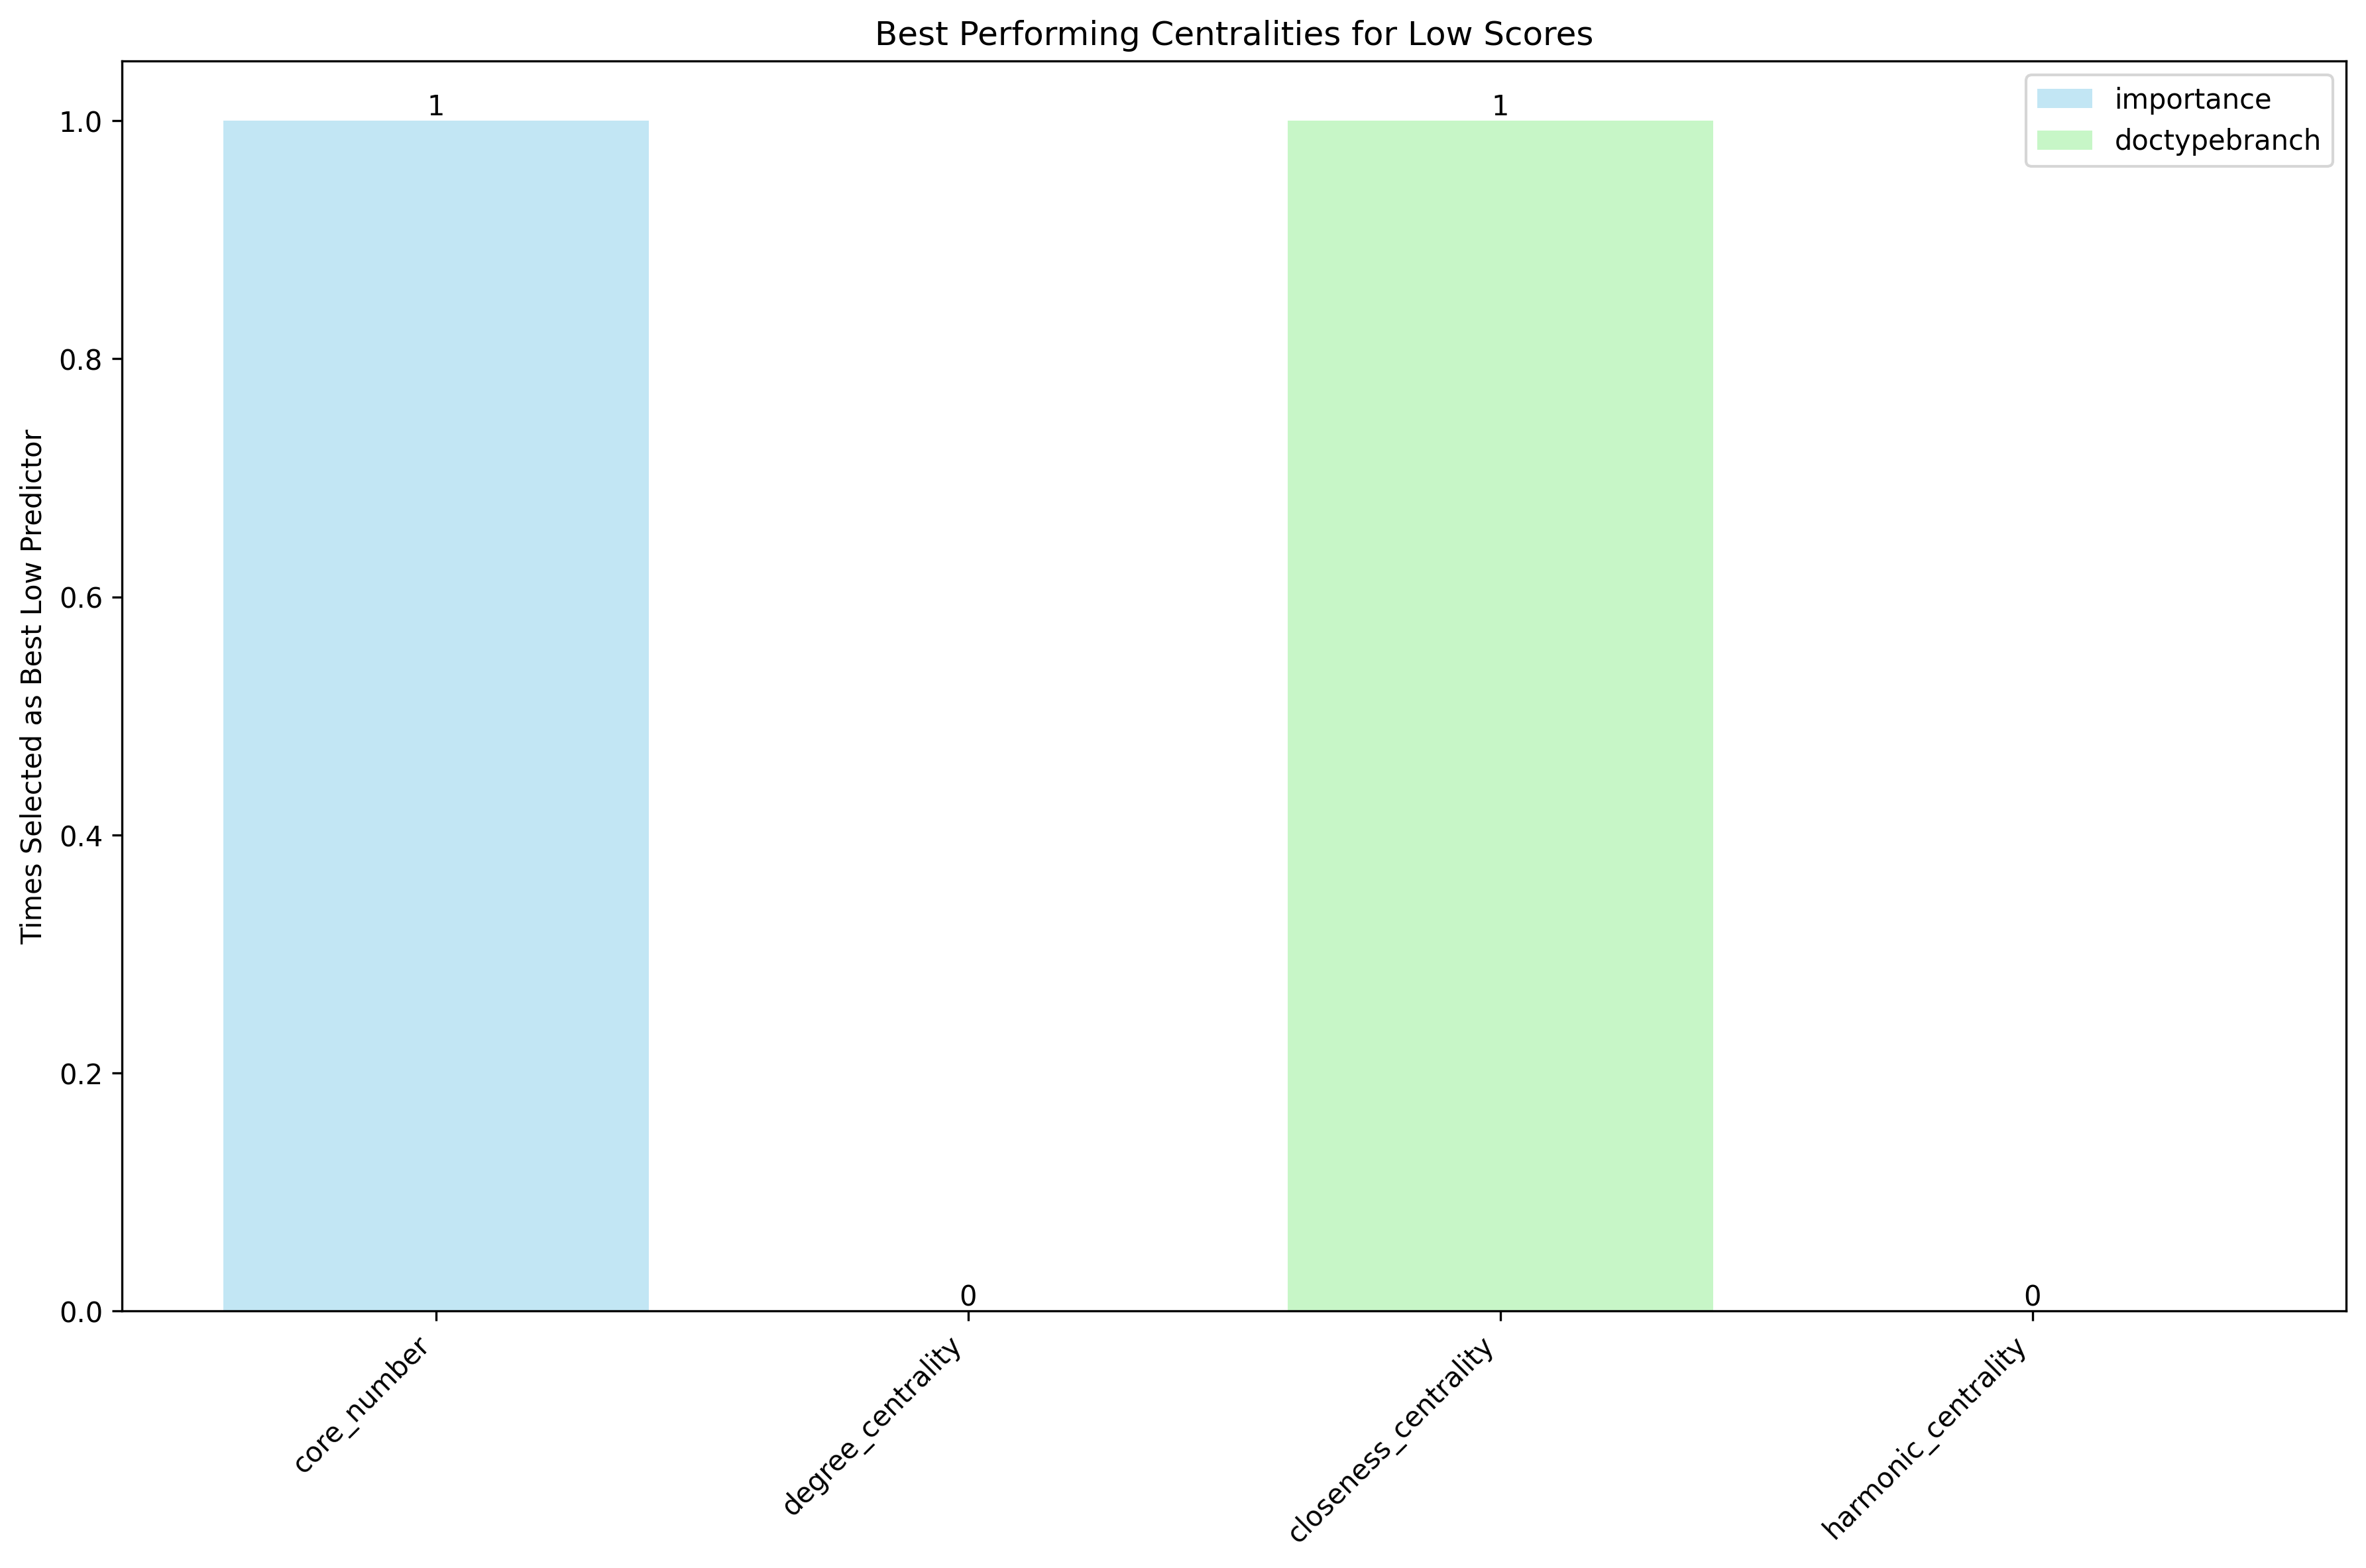 Best Performing Centralities for Low Scores
importance
doctypebranch
Times Selected as Best Low Predictor
1.0
0.8
0.6
0.4
0.2
0.0
1
0
1
0
core_number
degree_centrality
closeness_centrality
harmonic_centrality